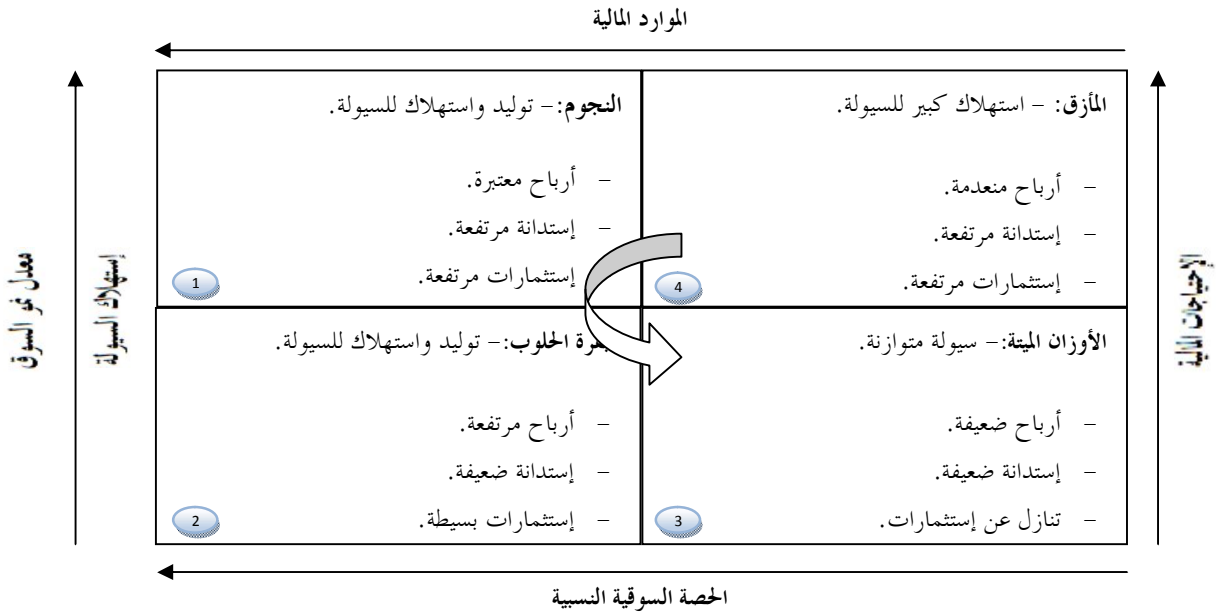 الموارد المالية
المأزق: – استهلاك كبير للسيولة.
– أرباح منعدمة.
– إستدانة مرتفعة.
– إستثمارات مرتفعة.
4
النجوم:– توليد واستهلاك للسيولة.
– أرباح معتبرة.
– إستدانة مرتفعة.
إستثمارات مرتفعة.
1
الأوزان الميتة:– سيولة متوازنة.
– أرباح ضعيفة.
– إستدانة ضعيفة.
– تنازل عن إستثمارات.
3
الحلوب:– توليد واستهلاك للسيولة.
– أرباح مرتفعة.
– إستدانة ضعيفة.
– إستثمارات بسيطة.
2
الإحتياجات المالية
إستهلاك السيولة
معدل نمو السوق
الحصة السوقية النسبية